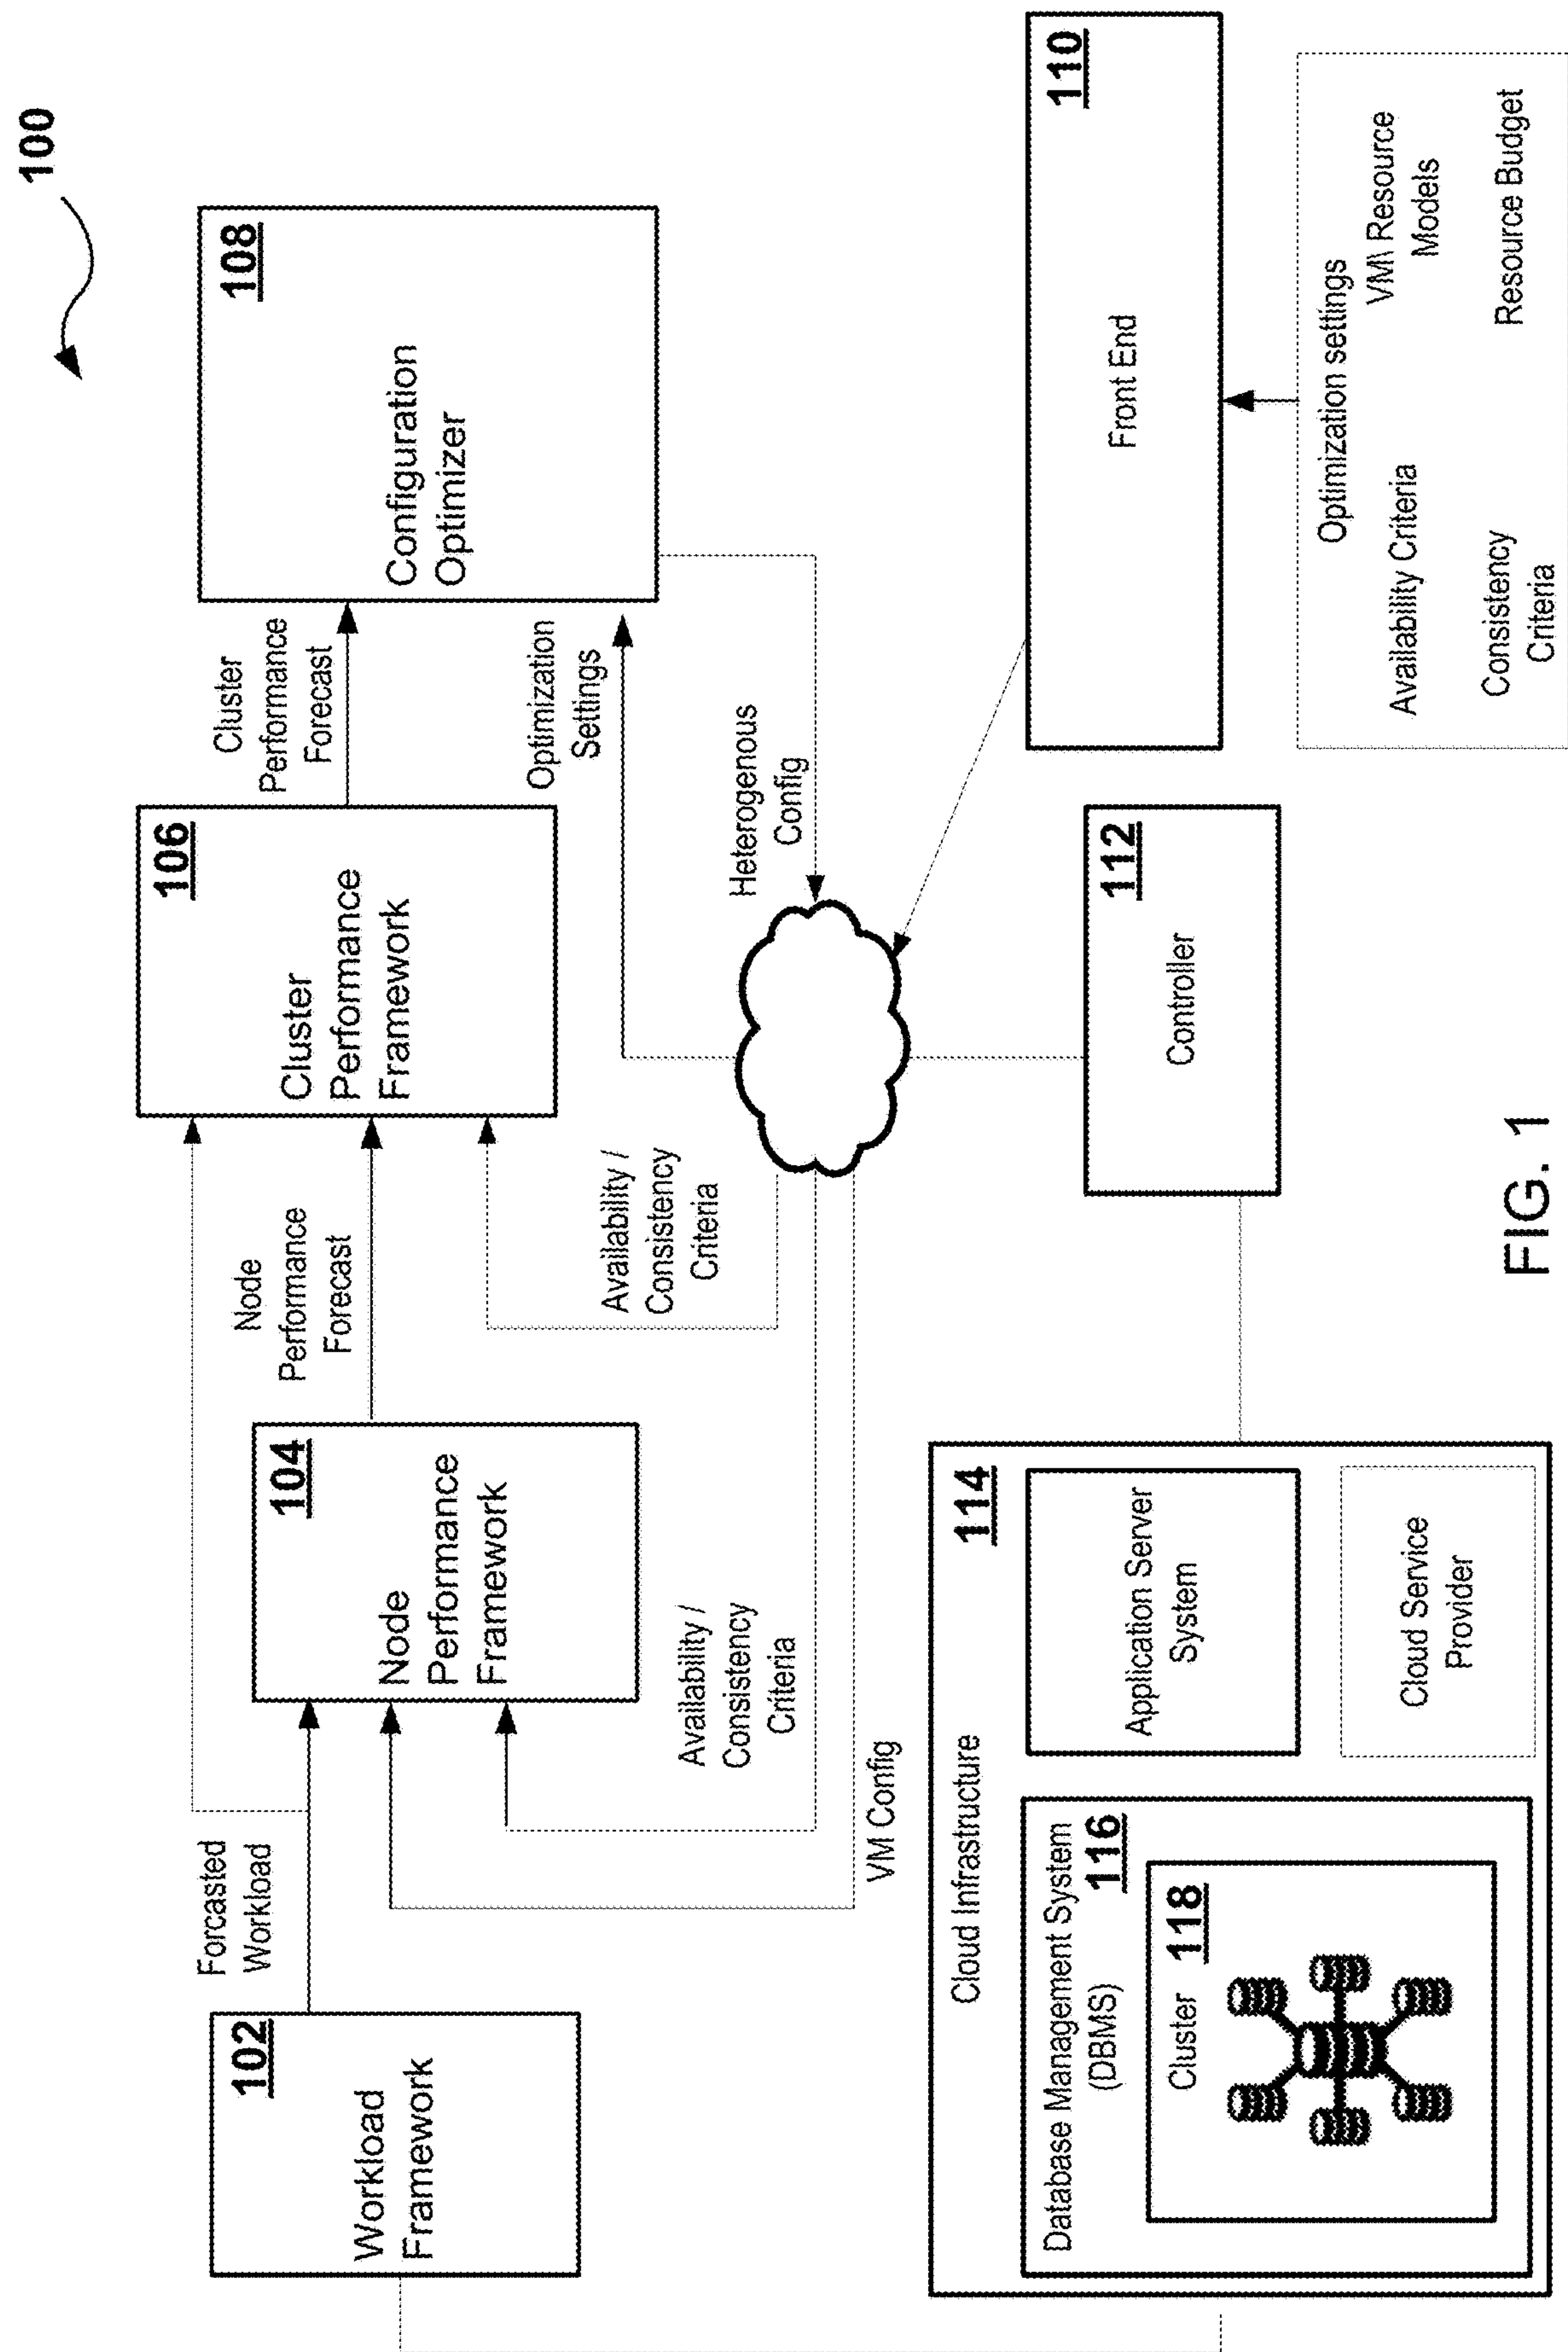 100
102
Workload
Framework
Forcasted
Workload
104
Node
Performance
Framework
Node
Performance
Forecast
106
Cluster
Performance
Framework
Cluster
Performance
Forecast
108
Configuration
Optimizer
Optimization
Settings
Heterogenous
Config
Availability /
Consistency
Criteria
Availability /
Consistency
Criteria
VM Config
114
Cloud Infrastructure
Database Management System
(DBMS)
116
Cluster
118
Application Server
System
Cloud Service
Provider
112
Controller
110
Front End
Optimization settings
Availability Criteria
VM\ Resource
Models
Consistency
Criteria
Resource Budget
FIG. 1